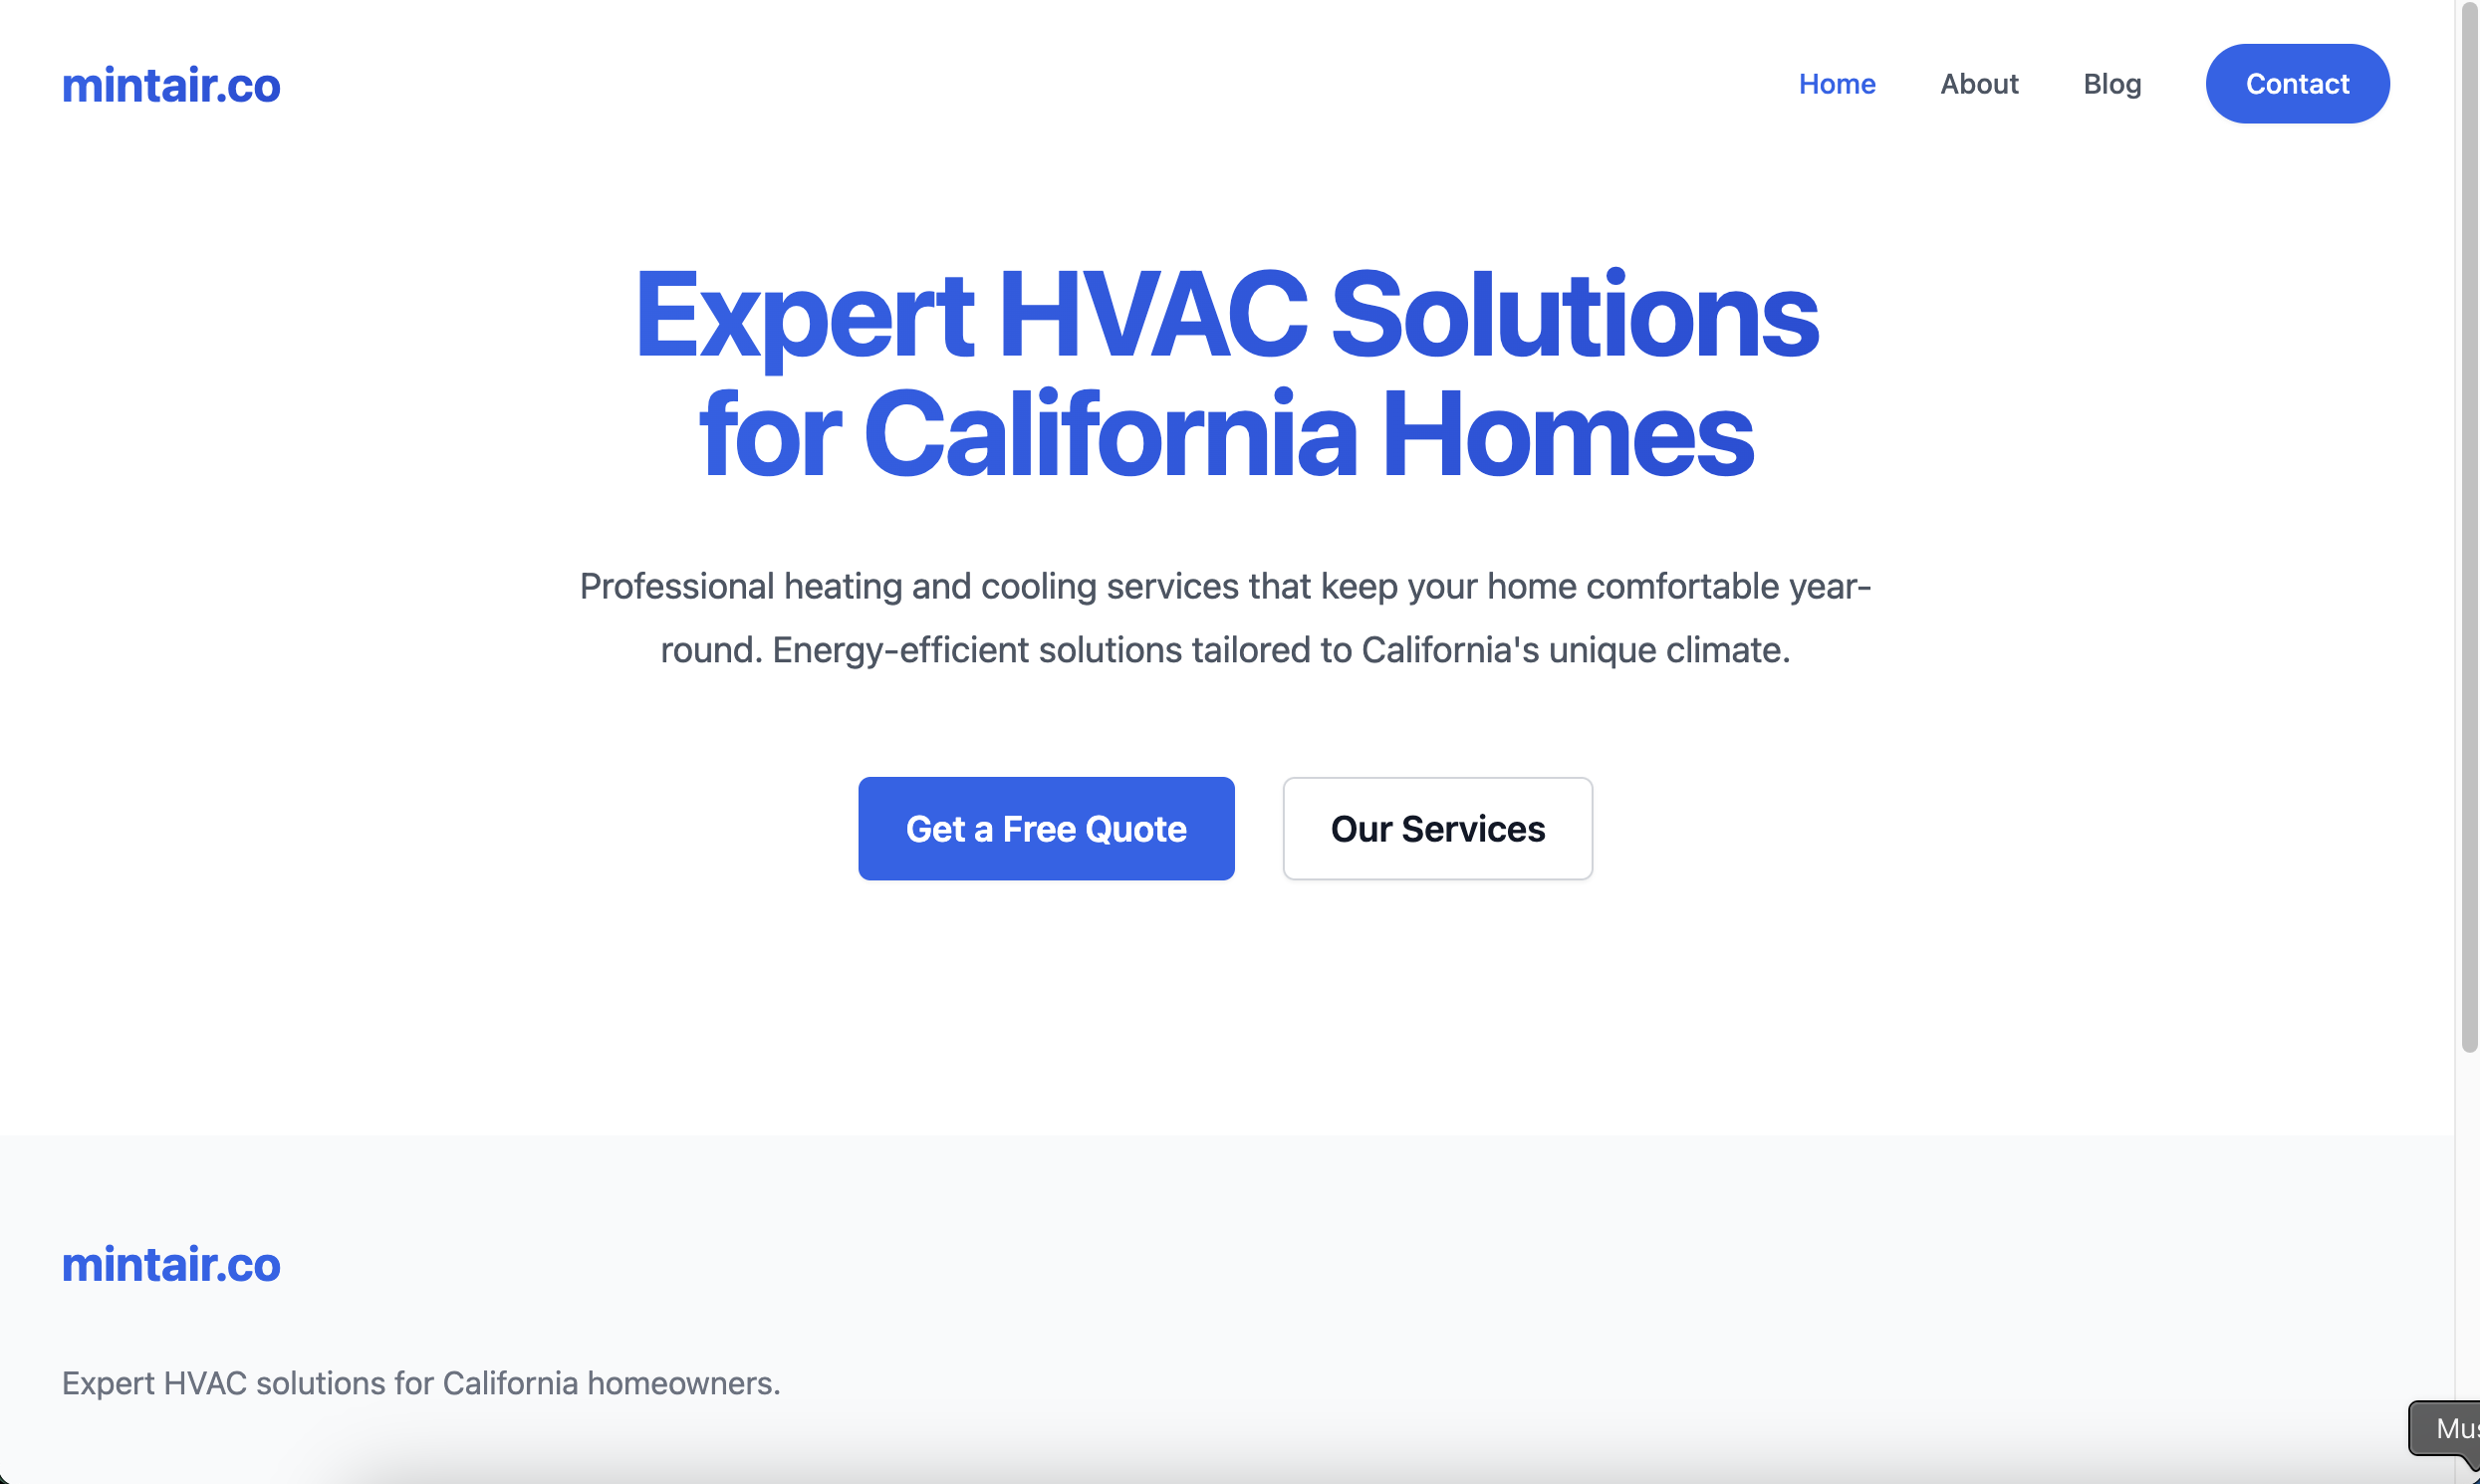 mintair.co
Home
About
Blog
Contact
Expert HVAC Solutions
for California Homes
Professional heating and cooling services that keep your home comfortable year-
round. Energy-efficient solutions tailored to California's unique climate.
Get a Free Quote
Our Services
mintair.co
Expert HVAC solutions for California homeowners.